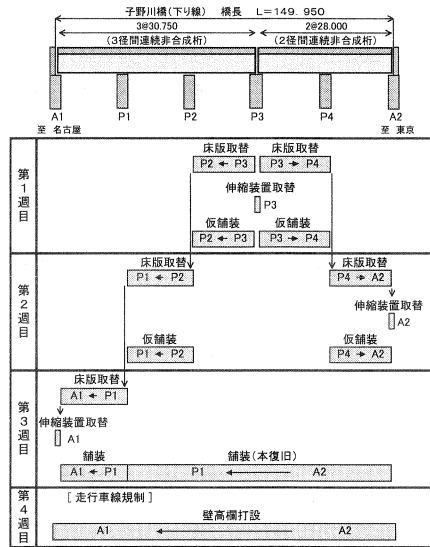 子野川橋(下り線) 橋長 L=149.950
3@30.750 2@28.000
(3径間連続非合成桁) (2径間連続非合成桁)
A1 P1 P2 P3 P4 A2
至 名古屋 至 東京
第1週目
床版取替 床版取替
P2 ← P3 P3 → P4
伸縮装置取替
P3
仮舗装 仮舗装
P2 ← P3 P3 → P4
第2週目
床版取替 床版取替
P1 ← P2 P4 → A2
伸縮装置取替
A2
仮舗装 仮舗装
P1 ← P2 P4 → A2
第3週目
床版取替
A1 ← P1
伸縮装置取替
A1
舗装 舗装(本復旧)
A1 ← P1 P1 ← A2
第4週目
[走行車線規制]
壁高欄打設
A1 ← A2